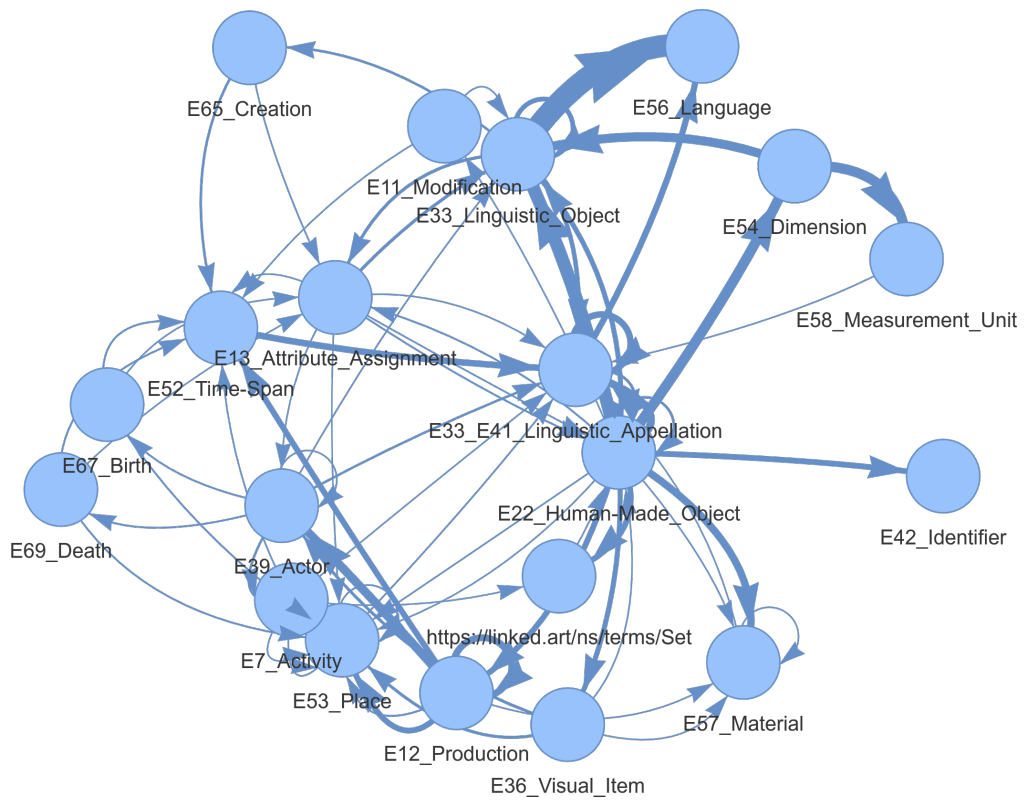 E65_Creation
E56_Language
E11_Modification
E33_Linguistic_Object
E54_Dimension
E58_Measurement_Unit
E13_Attribute_Assignment
E52_Time-Span
E33_E41_Linguistic_Appellation
E67_Birth
E22_Human-Made_Object
E42_Identifier
E69_Death
E39_Actor
https://linked.art/ns/terms/Set
E7_Activity
E53_Place
E57_Material
E12_Production
E36_Visual_Item